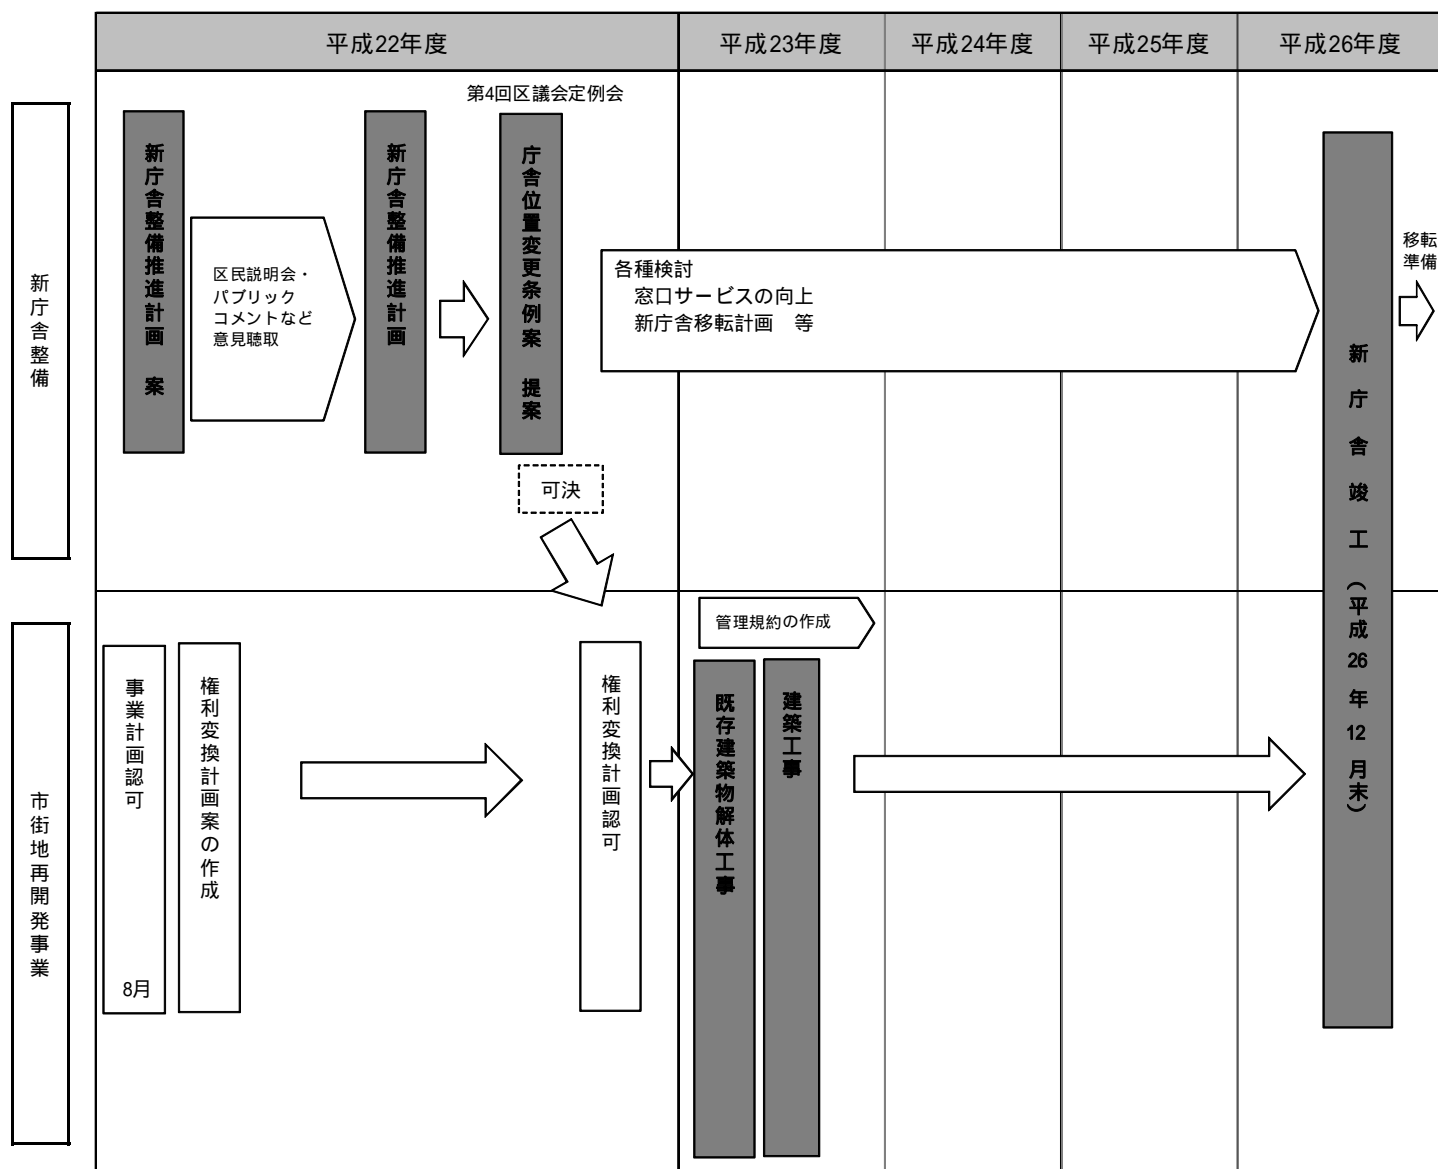 平成22年度
平成23年度
平成24年度
平成25年度
平成26年度
新庁舎整備
第4回区議会定例会
新庁舎整備推進計画 案
区民説明会・
パブリック
コメントなど
意見聴取
新庁舎整備推進計画
庁舎位置変更条例案 提案
可決
各種検討
窓口サービスの向上
新庁舎移転計画 等
新庁舎竣工(平成26年12月末)
移転
準備
市街地再開発事業
事業計画認可
8月
権利変換計画案の作成
権利変換計画認可
管理規約の作成
既存建築物解体工事
建築工事